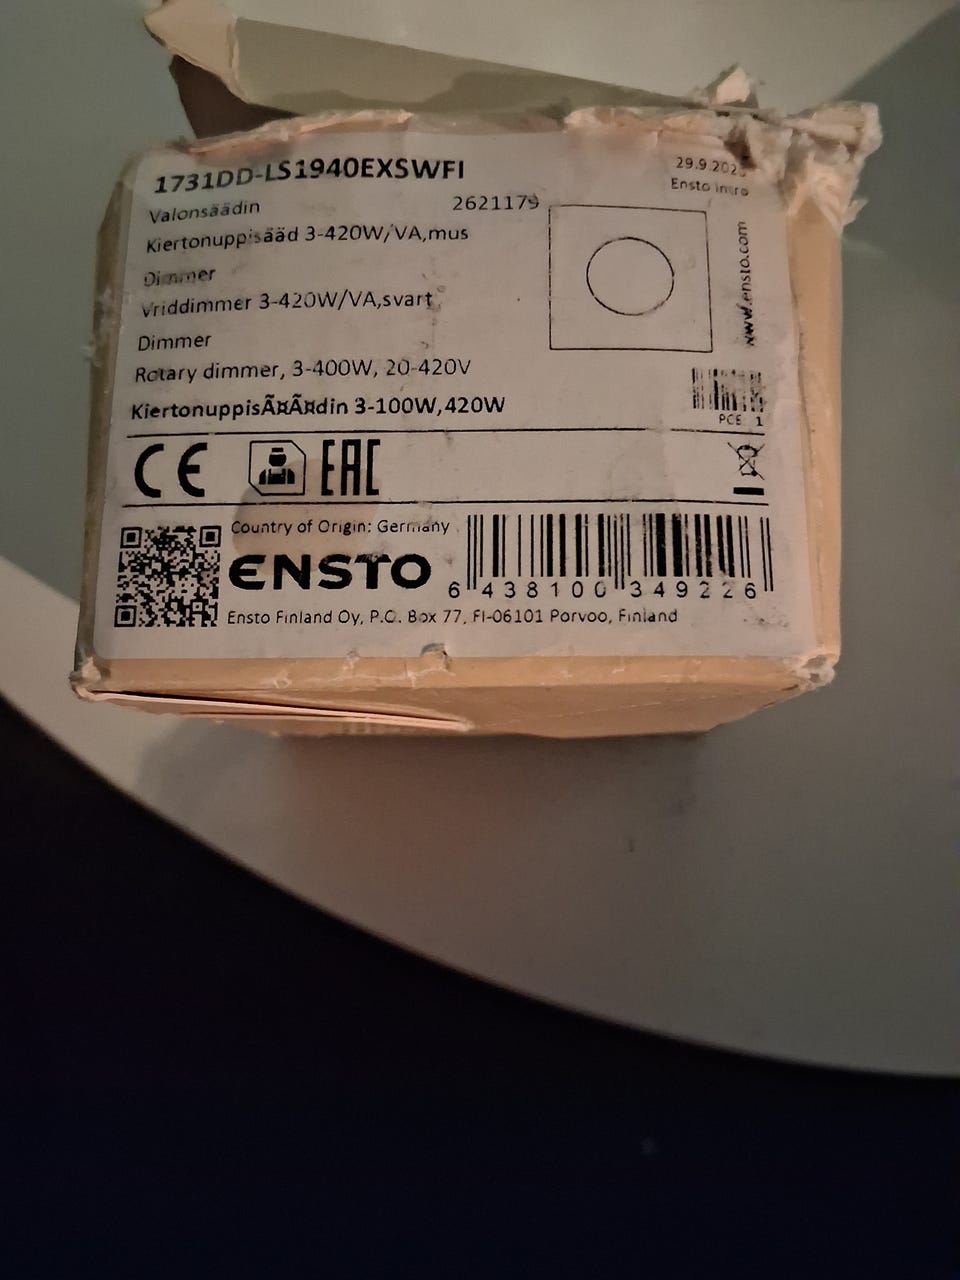 1731DD-LS1940EXSWFI
29.9.202
Ensto
Valonsäädin
2621179
Kiertonuppisääd 3-420W/VA,mus
Dimmer
Vriddimmer 3-420W/VA,svart
Dimmer
Rotary dimmer, 3-400W, 20-420V
KiertonuppisÃ¤Ã¤din 3-100W,420W
www.ensto.com
PCE 1
CE
EAC
Country of Origin: Germany
ENSTO
6 438100 349226
Ensto Finland Oy, P.O. Box 77, FI-06101 Porvoo, Finland